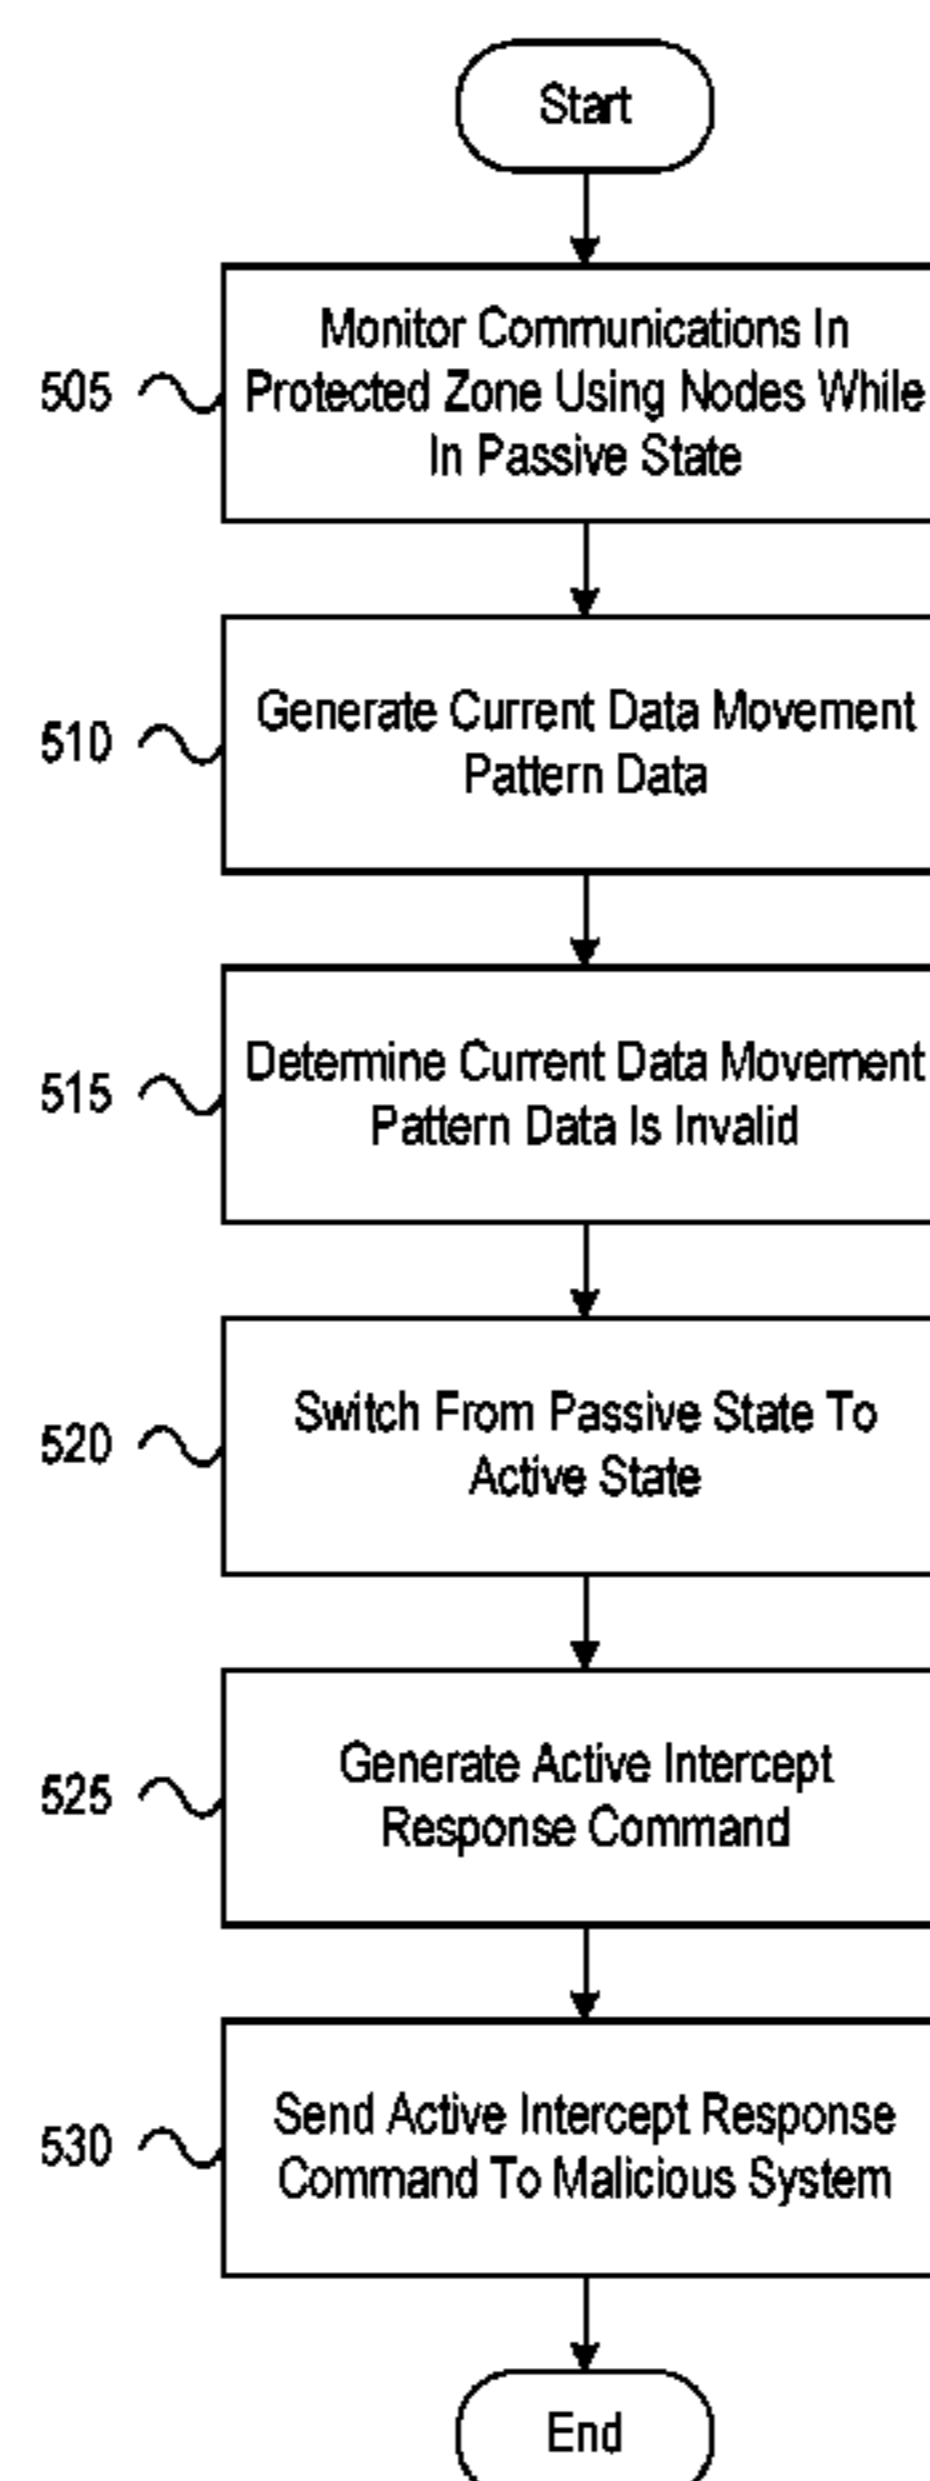 Start
505
Monitor Communications In
Protected Zone Using Nodes While
In Passive State
510
Generate Current Data Movement
Pattern Data
515
Determine Current Data Movement
Pattern Data Is Invalid
520
Switch From Passive State To
Active State
525
Generate Active Intercept
Response Command
530
Send Active Intercept Response
Command To Malicious System
End